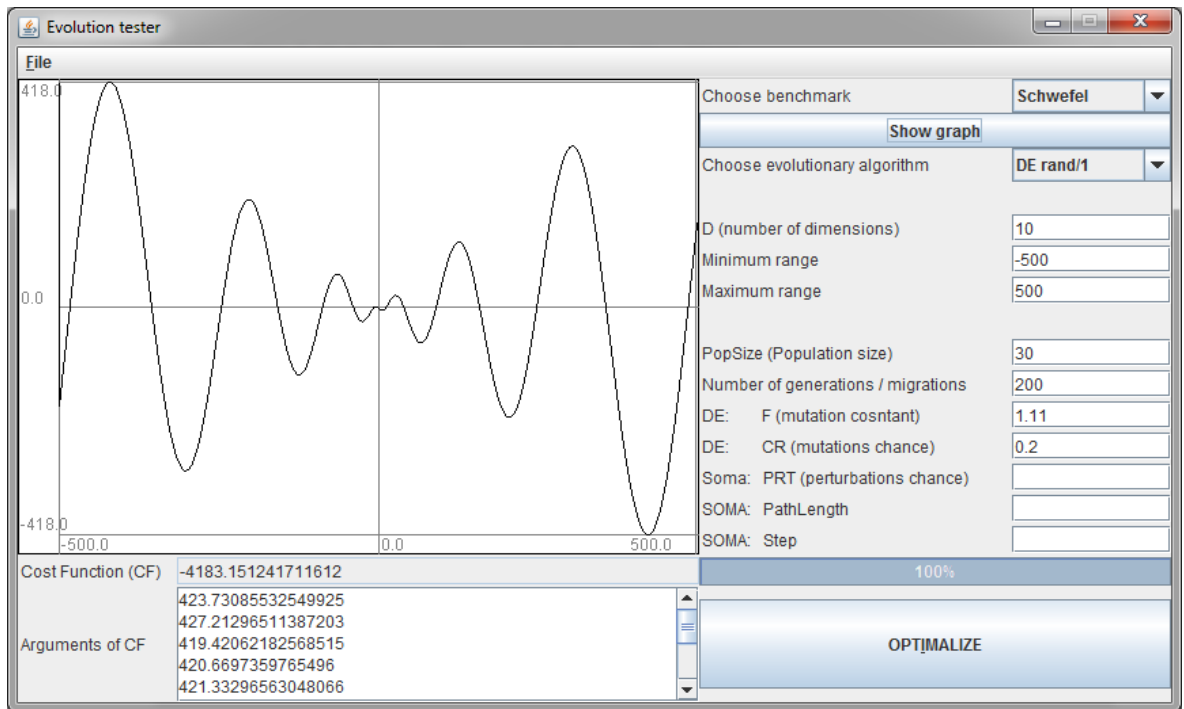 Evolution tester
File
418.0
0.0
-418.0
-500.0 0.0 500.0
Choose benchmark Schwefel
Show graph
Choose evolutionary algorithm DE rand/1
D (number of dimensions) 10
Minimum range -500
Maximum range 500
PopSize (Population size) 30
Number of generations / migrations 200
DE: F (mutation cosntant) 1.11
DE: CR (mutations chance) 0.2
Soma: PRT (perturbations chance)
SOMA: PathLength
SOMA: Step
Cost Function (CF) -4183.151241711612
100%
Arguments of CF
423.73085532549925
427.21296511387203
419.42062182568515
420.6697359765496
421.33296563048066
OPTIMALIZE